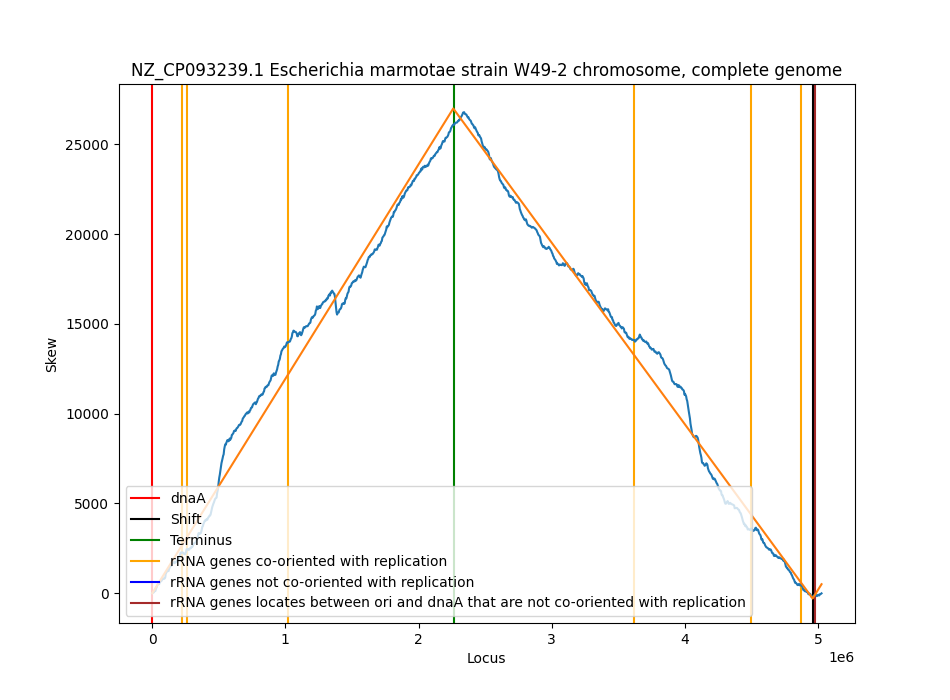 NZ_CP093239.1 Escherichia marmotae strain W49-2 chromosome, complete genome
Skew
25000
20000
15000
10000
5000
0
dnaA
Shift
Terminus
rRNA genes co-oriented with replication
rRNA genes not co-oriented with replication
rRNA genes locates between ori and dnaA that are not co-oriented with replication
0 1 2 3 4 5
1e6
Locus